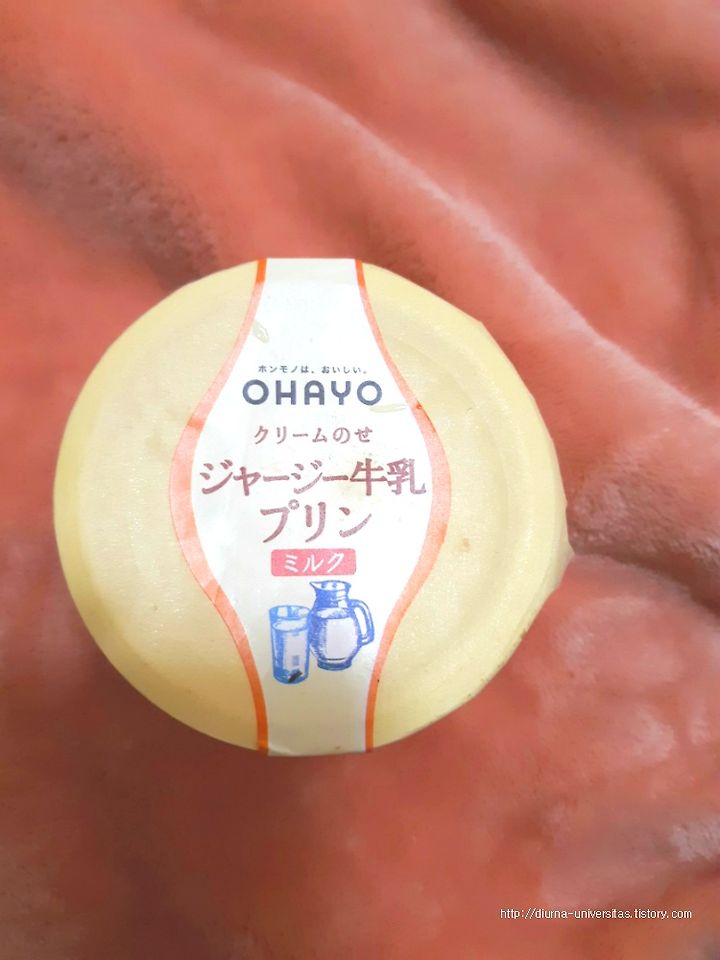 ホンモノは、おいしい。
OHAYO
クリームのせ
ジャージー牛乳
プリン
ミルク
http://diurna-universitas.tistory.com